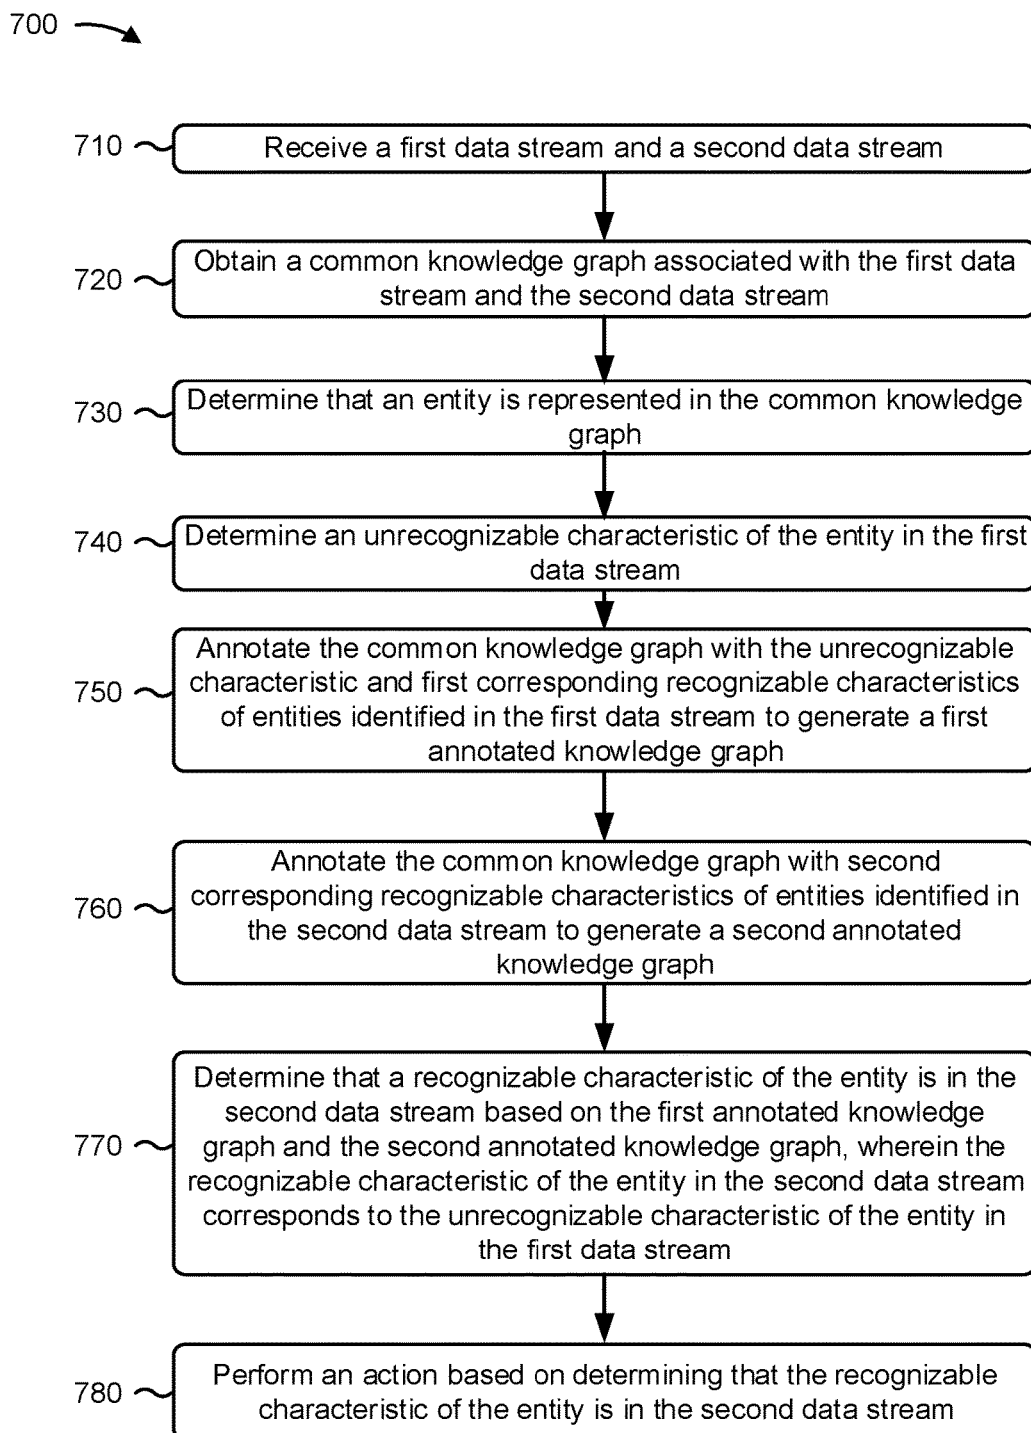 700
710
Receive a first data stream and a second data stream
720
Obtain a common knowledge graph associated with the first data
stream and the second data stream
730
Determine that an entity is represented in the common knowledge
graph
740
Determine an unrecognizable characteristic of the entity in the first
data stream
750
Annotate the common knowledge graph with the unrecognizable
characteristic and first corresponding recognizable characteristics
of entities identified in the first data stream to generate a first
annotated knowledge graph
760
Annotate the common knowledge graph with second
corresponding recognizable characteristics of entities identified in
the second data stream to generate a second annotated
knowledge graph
770
Determine that a recognizable characteristic of the entity is in the
second data stream based on the first annotated knowledge
graph and the second annotated knowledge graph, wherein the
recognizable characteristic of the entity in the second data stream
corresponds to the unrecognizable characteristic of the entity in
the first data stream
780
Perform an action based on determining that the recognizable
characteristic of the entity is in the second data stream